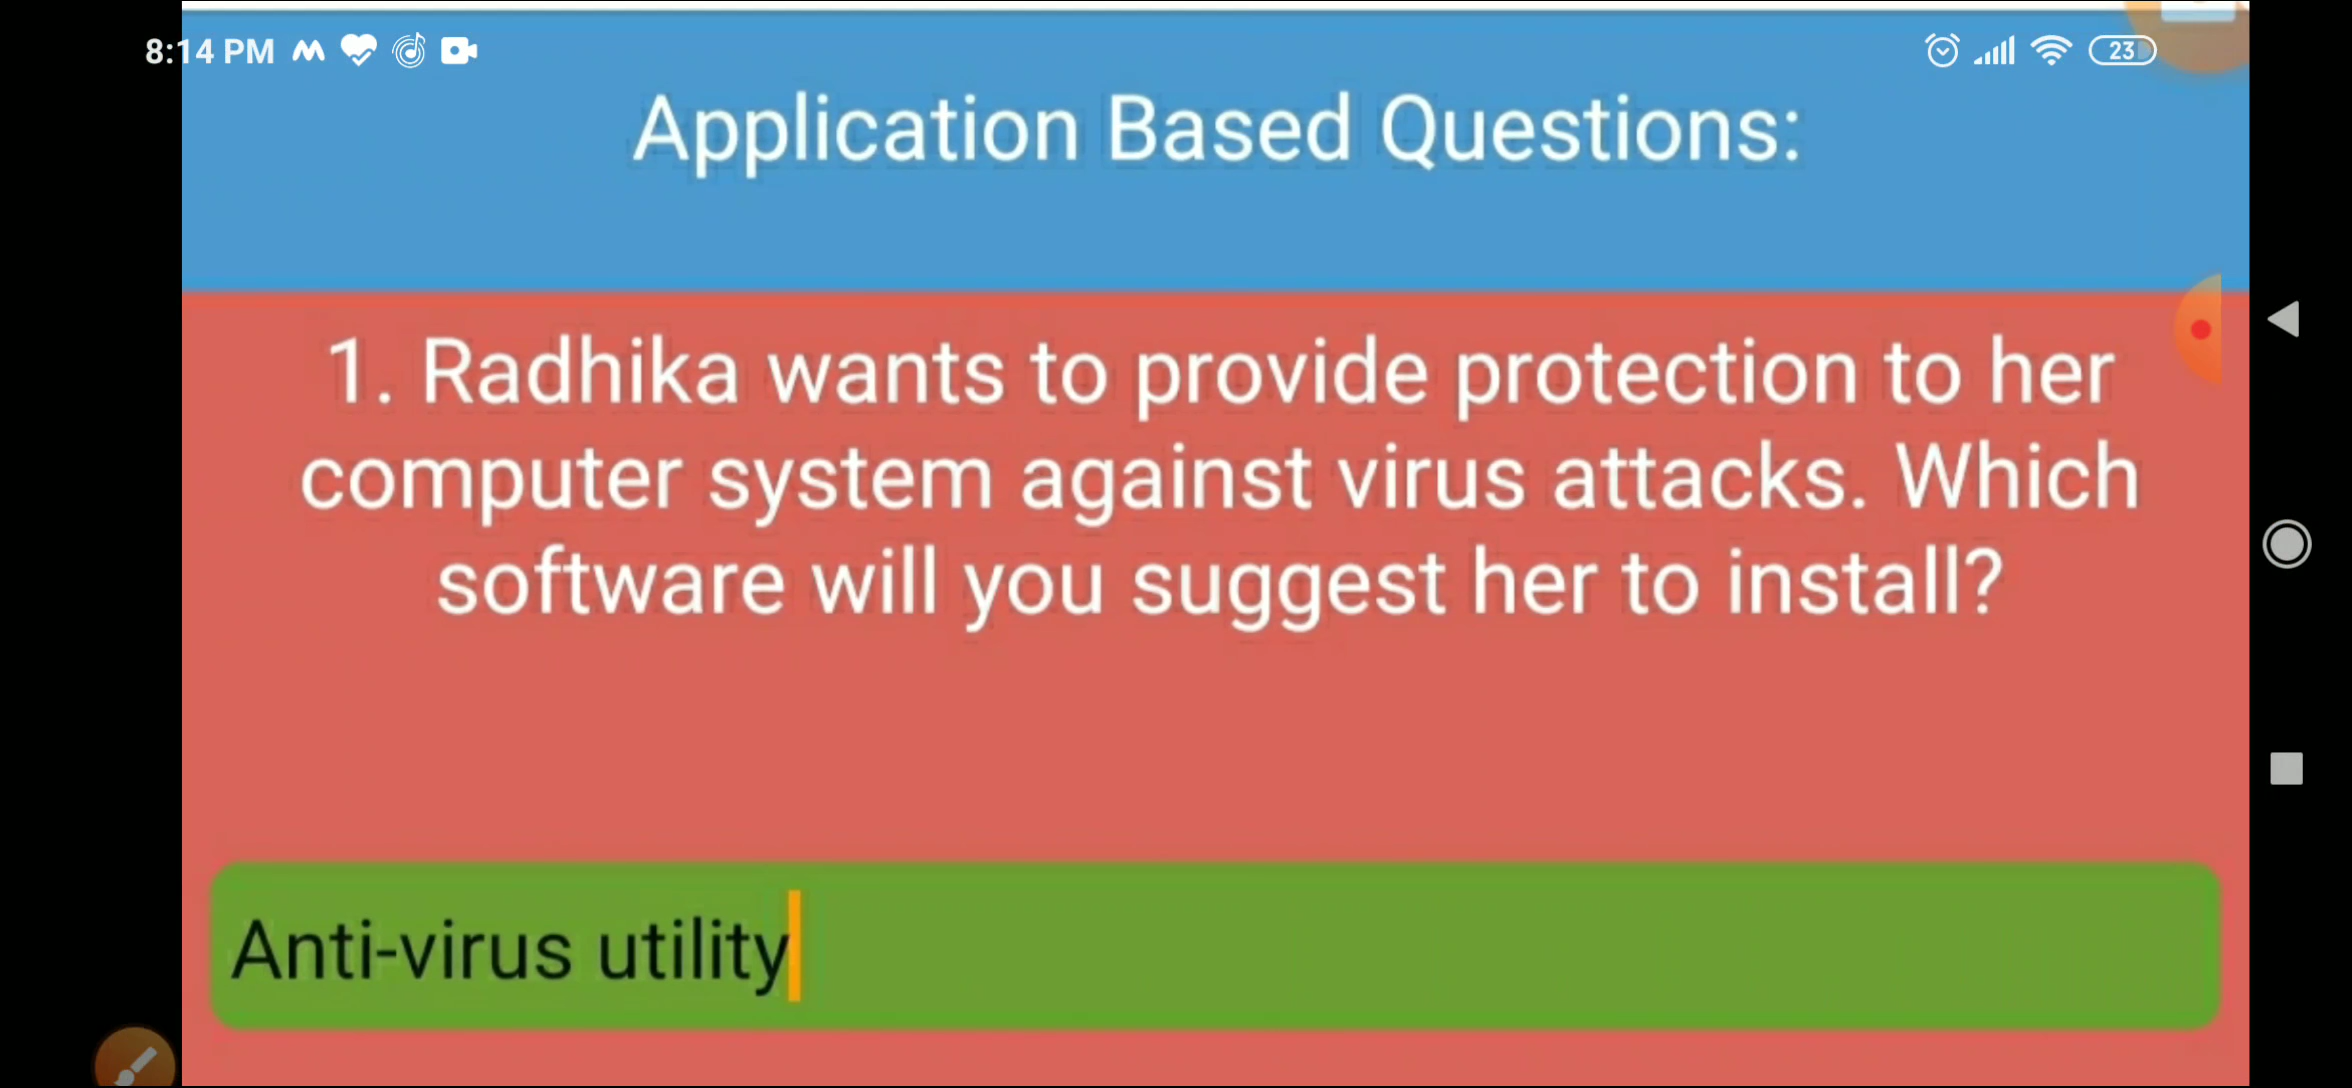 8:14 PM
23
Application Based Questions:
1. Radhika wants to provide protection to her
computer system against virus attacks. Which
software will you suggest her to install?
Anti-virus utility